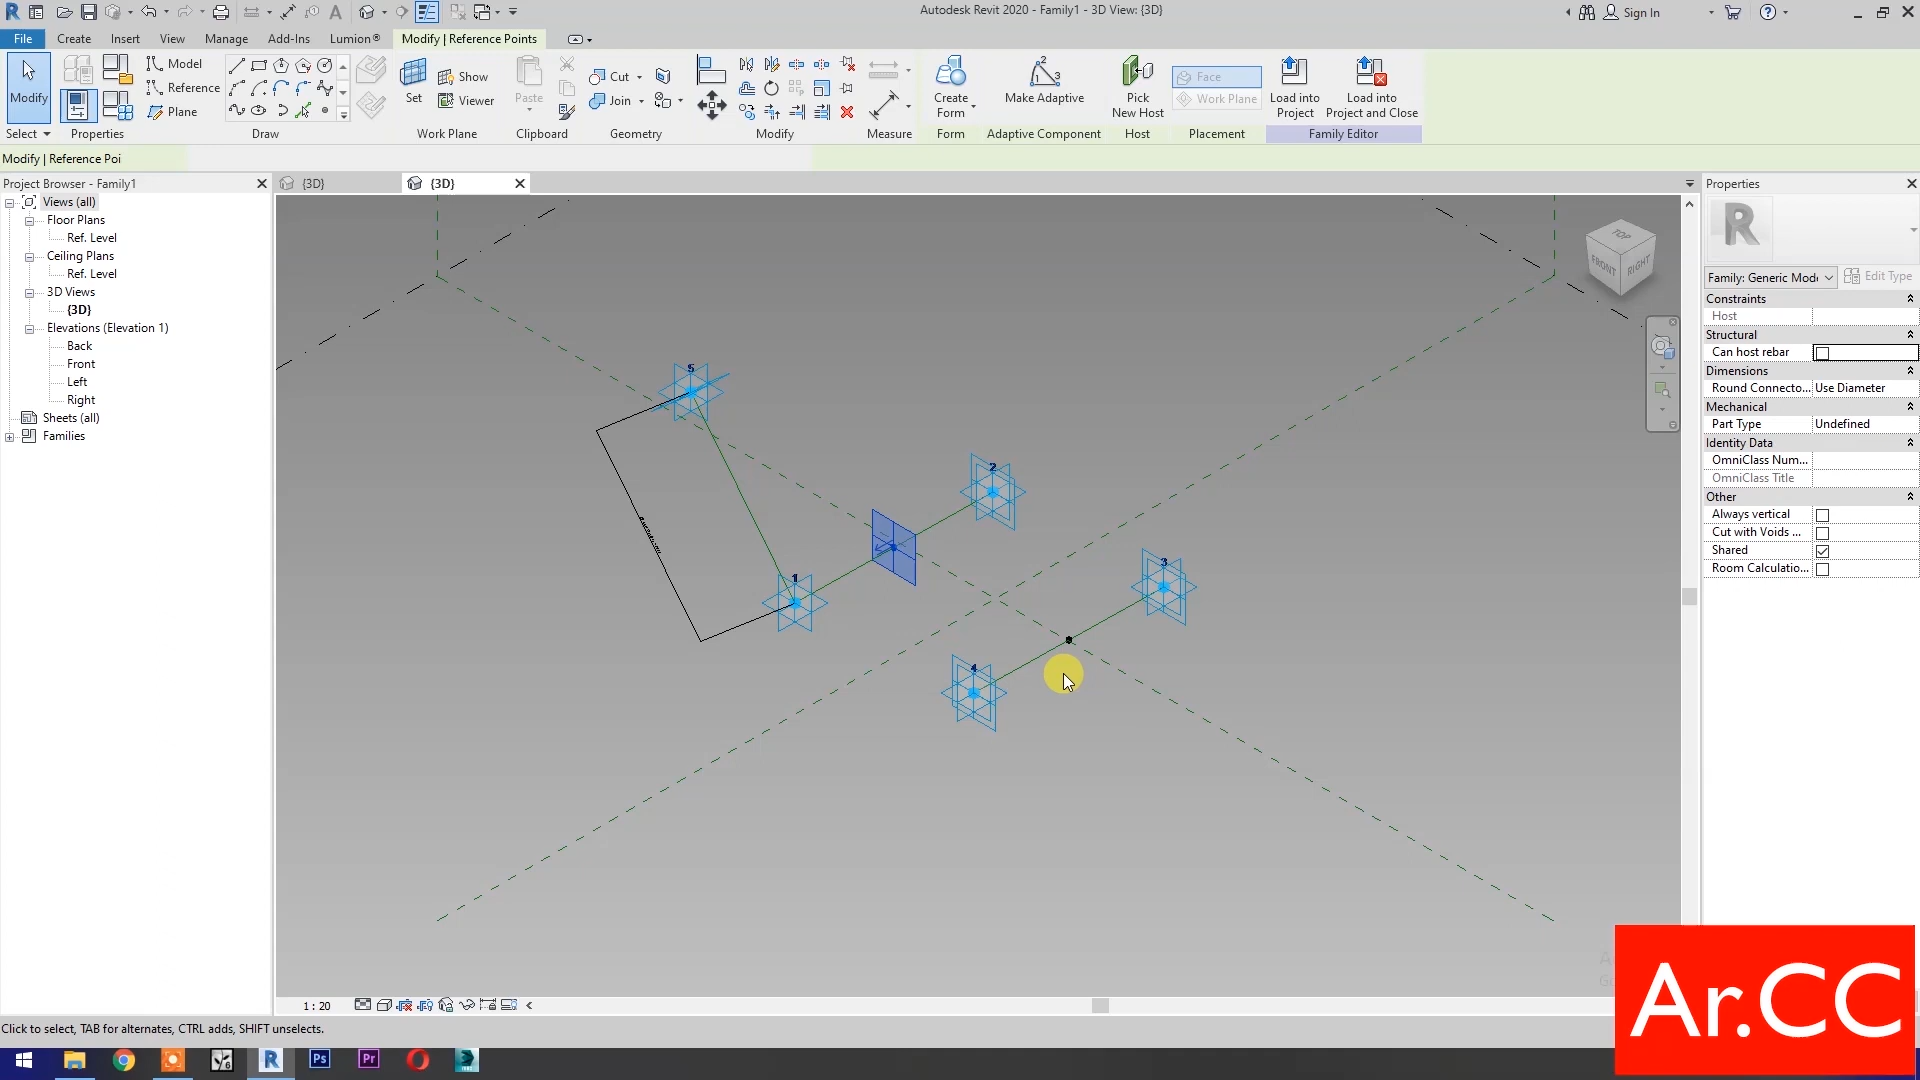 Autodesk Revit 2020 - Family1 - 3D View: {3D}
Sign In
File
Create
Insert
View
Manage
Add-Ins
Lumion®
Modify | Reference Points
Modify
Model
Reference
Plane
Set
Show
Viewer
Paste
Cut
Join
Create
Form
Make Adaptive
Pick
New Host
Face
Work Plane
Load into
Project
Load into
Project and Close
Select
Properties
Draw
Work Plane
Clipboard
Geometry
Modify
Measure
Form
Adaptive Component
Host
Placement
Family Editor
Modify | Reference Poi
Project Browser - Family1
{3D}
{3D}
Properties
Views (all)
Floor Plans
Ref. Level
Ceiling Plans
Ref. Level
3D Views
{3D}
Elevations (Elevation 1)
Back
Front
Left
Right
Sheets (all)
Families
TOP
FRONT
RIGHT
5
2
3
1
4
R
Family: Generic Mode
Edit Type
Constraints
Host
Structural
Can host rebar
Dimensions
Round Connecto...
Use Diameter
Mechanical
Part Type
Undefined
Identity Data
OmniClass Num...
OmniClass Title
Other
Always vertical
Cut with Voids ...
Shared
Room Calculatio...
1 : 20
Click to select, TAB for alternates, CTRL adds, SHIFT unselects.
Ar.CC
R
Ps
Pr